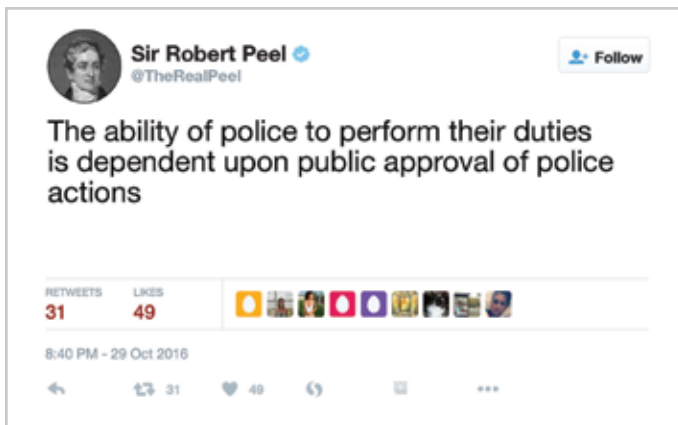 Sir Robert Peel
@TheRealPeel
Follow
The ability of police to perform their duties
is dependent upon public approval of police
actions
RETWEETS LIKES
31 49
8:40 PM - 29 Oct 2016
31 49